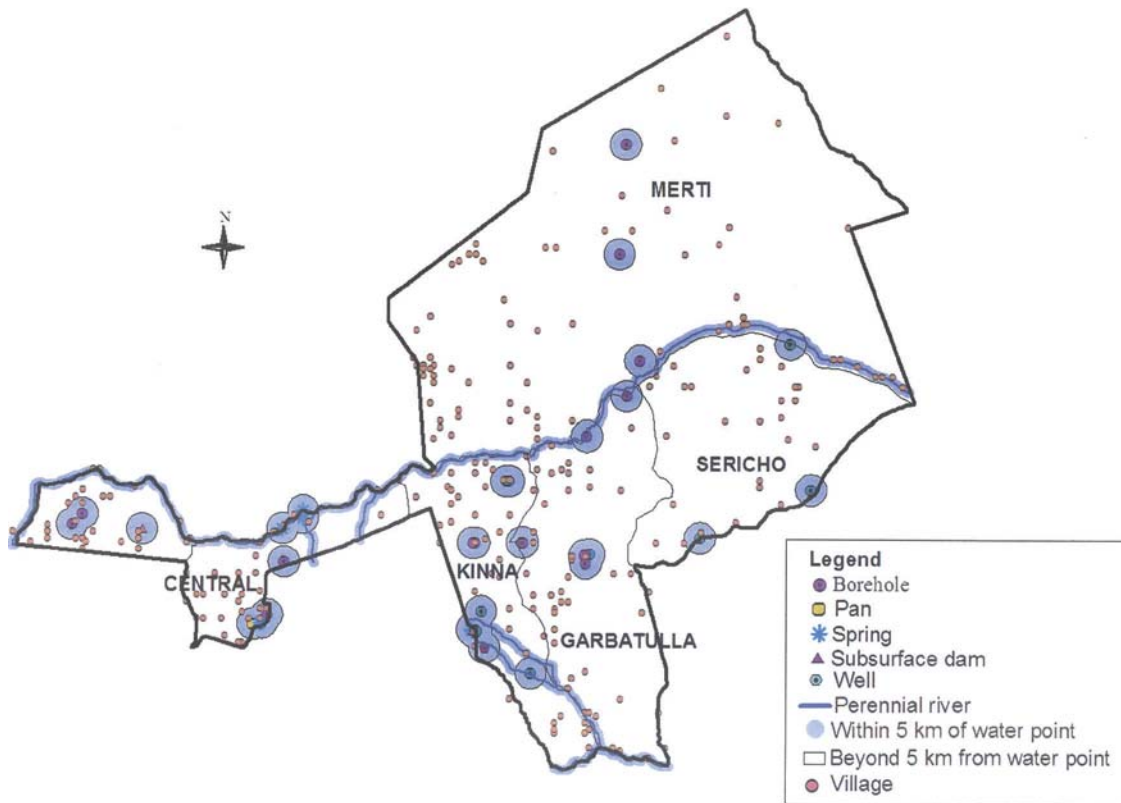 N
MERTI
SERICHO
CENTRAL
KINNA
GARBATULLA
Legend
Borehole
Pan
Spring
Subsurface dam
Well
Perennial river
Within 5 km of water point
Beyond 5 km from water point
Village